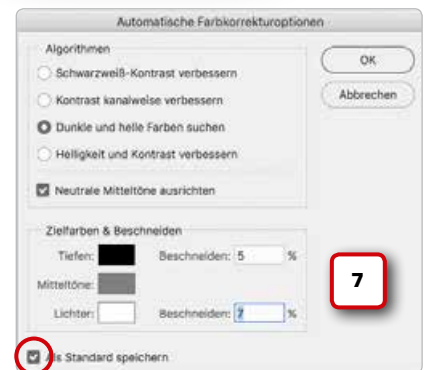 Automatische Farbkorrekturoptionen
Algorithmen
Schwarzweiß-Kontrast verbessern
Kontrast kanalweise verbessern
Dunkle und helle Farben suchen
Helligkeit und Kontrast verbessern
Neutrale Mitteltöne ausrichten
OK
Abbrechen
Zielfarben & Beschneiden
Tiefen: Beschneiden: 5 %
Mitteltöne:
Lichter: Beschneiden: 7 %
7
Als Standard speichern